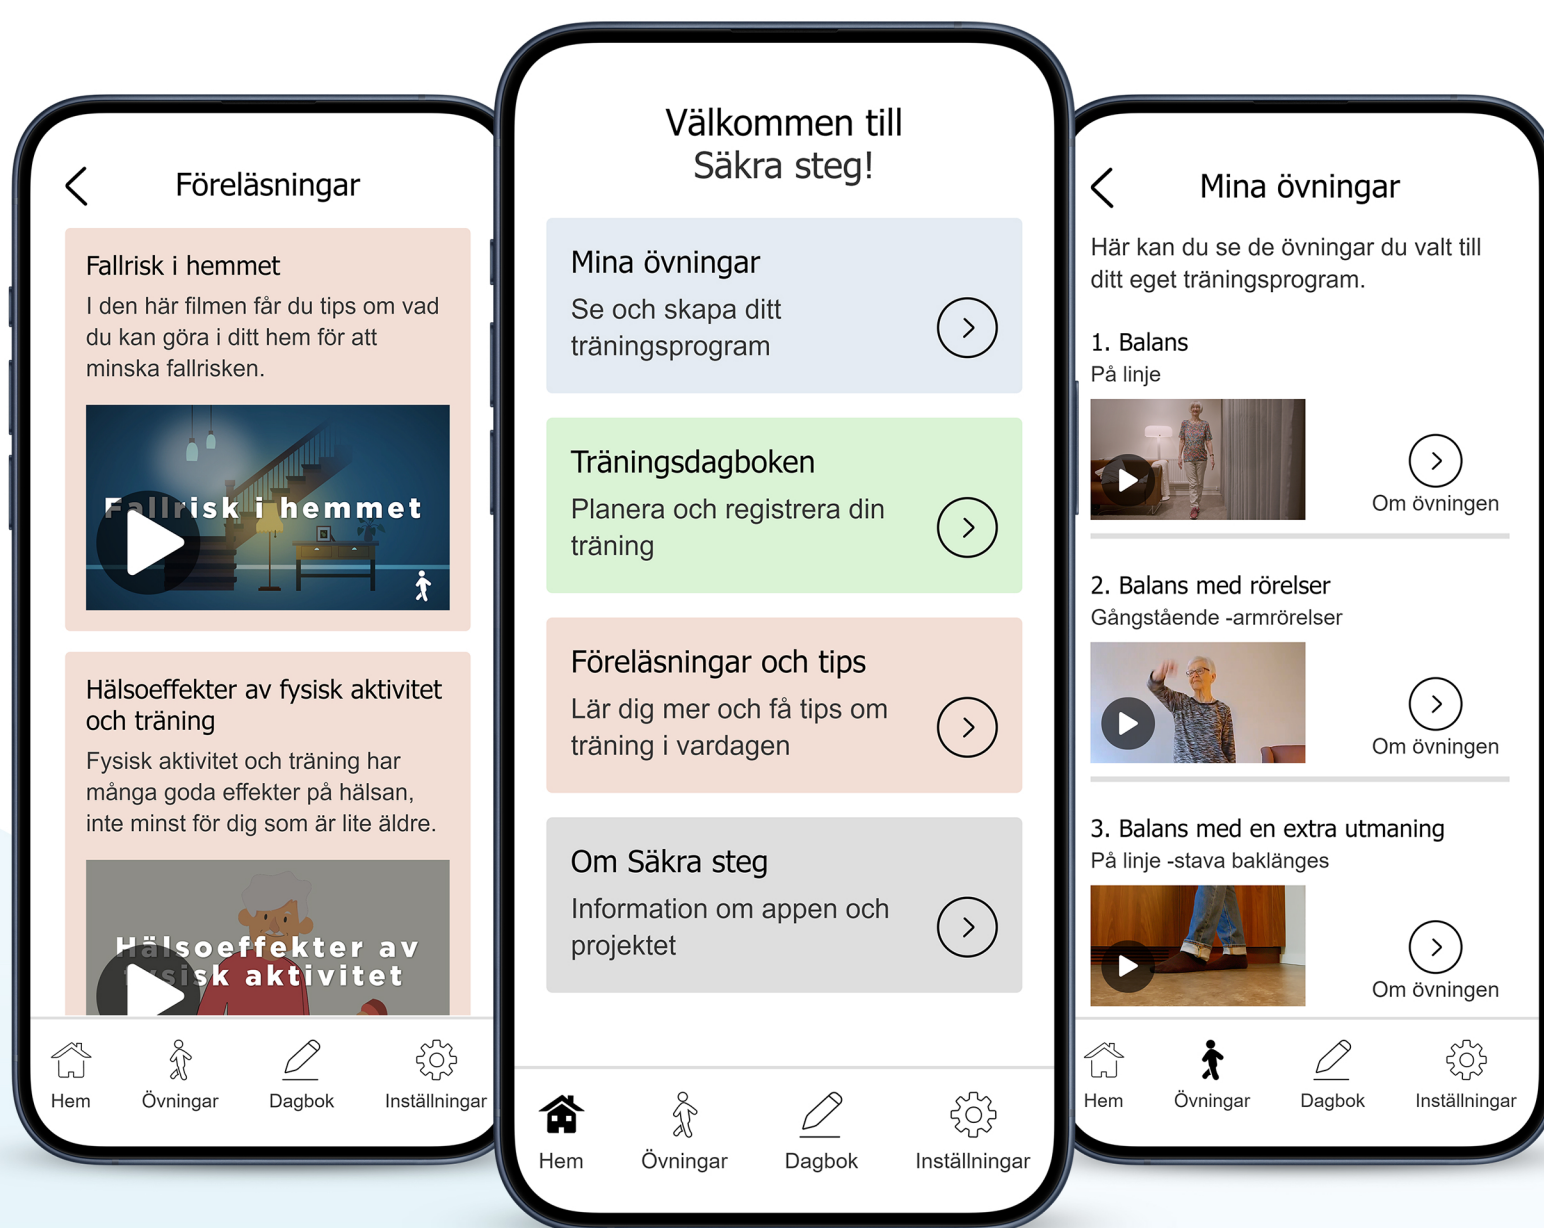 Föreläsningar
Fallrisk i hemmet
I den här filmen får du tips om vad
du kan göra i ditt hem för att
minska fallrisken.
Fallrisk i hemmet
Hälsoeffekter av fysisk aktivitet
och träning
Fysisk aktivitet och träning har
många goda effekter på hälsan,
inte minst för dig som är lite äldre.
Hälsoeffekter av
fysisk aktivitet
Hem
Övningar
Dagbok
Inställningar
Välkommen till
Säkra steg!
Mina övningar
Se och skapa ditt
träningsprogram
Träningsdagboken
Planera och registrera din
träning
Föreläsningar och tips
Lär dig mer och få tips om
träning i vardagen
Om Säkra steg
Information om appen och
projektet
Hem
Övningar
Dagbok
Inställningar
Mina övningar
Här kan du se de övningar du valt till
ditt eget träningsprogram.
1. Balans
På linje
Om övningen
2. Balans med rörelser
Gångstående -armrörelser
Om övningen
3. Balans med en extra utmaning
På linje -stava baklänges
Om övningen
Hem
Övningar
Dagbok
Inställningar